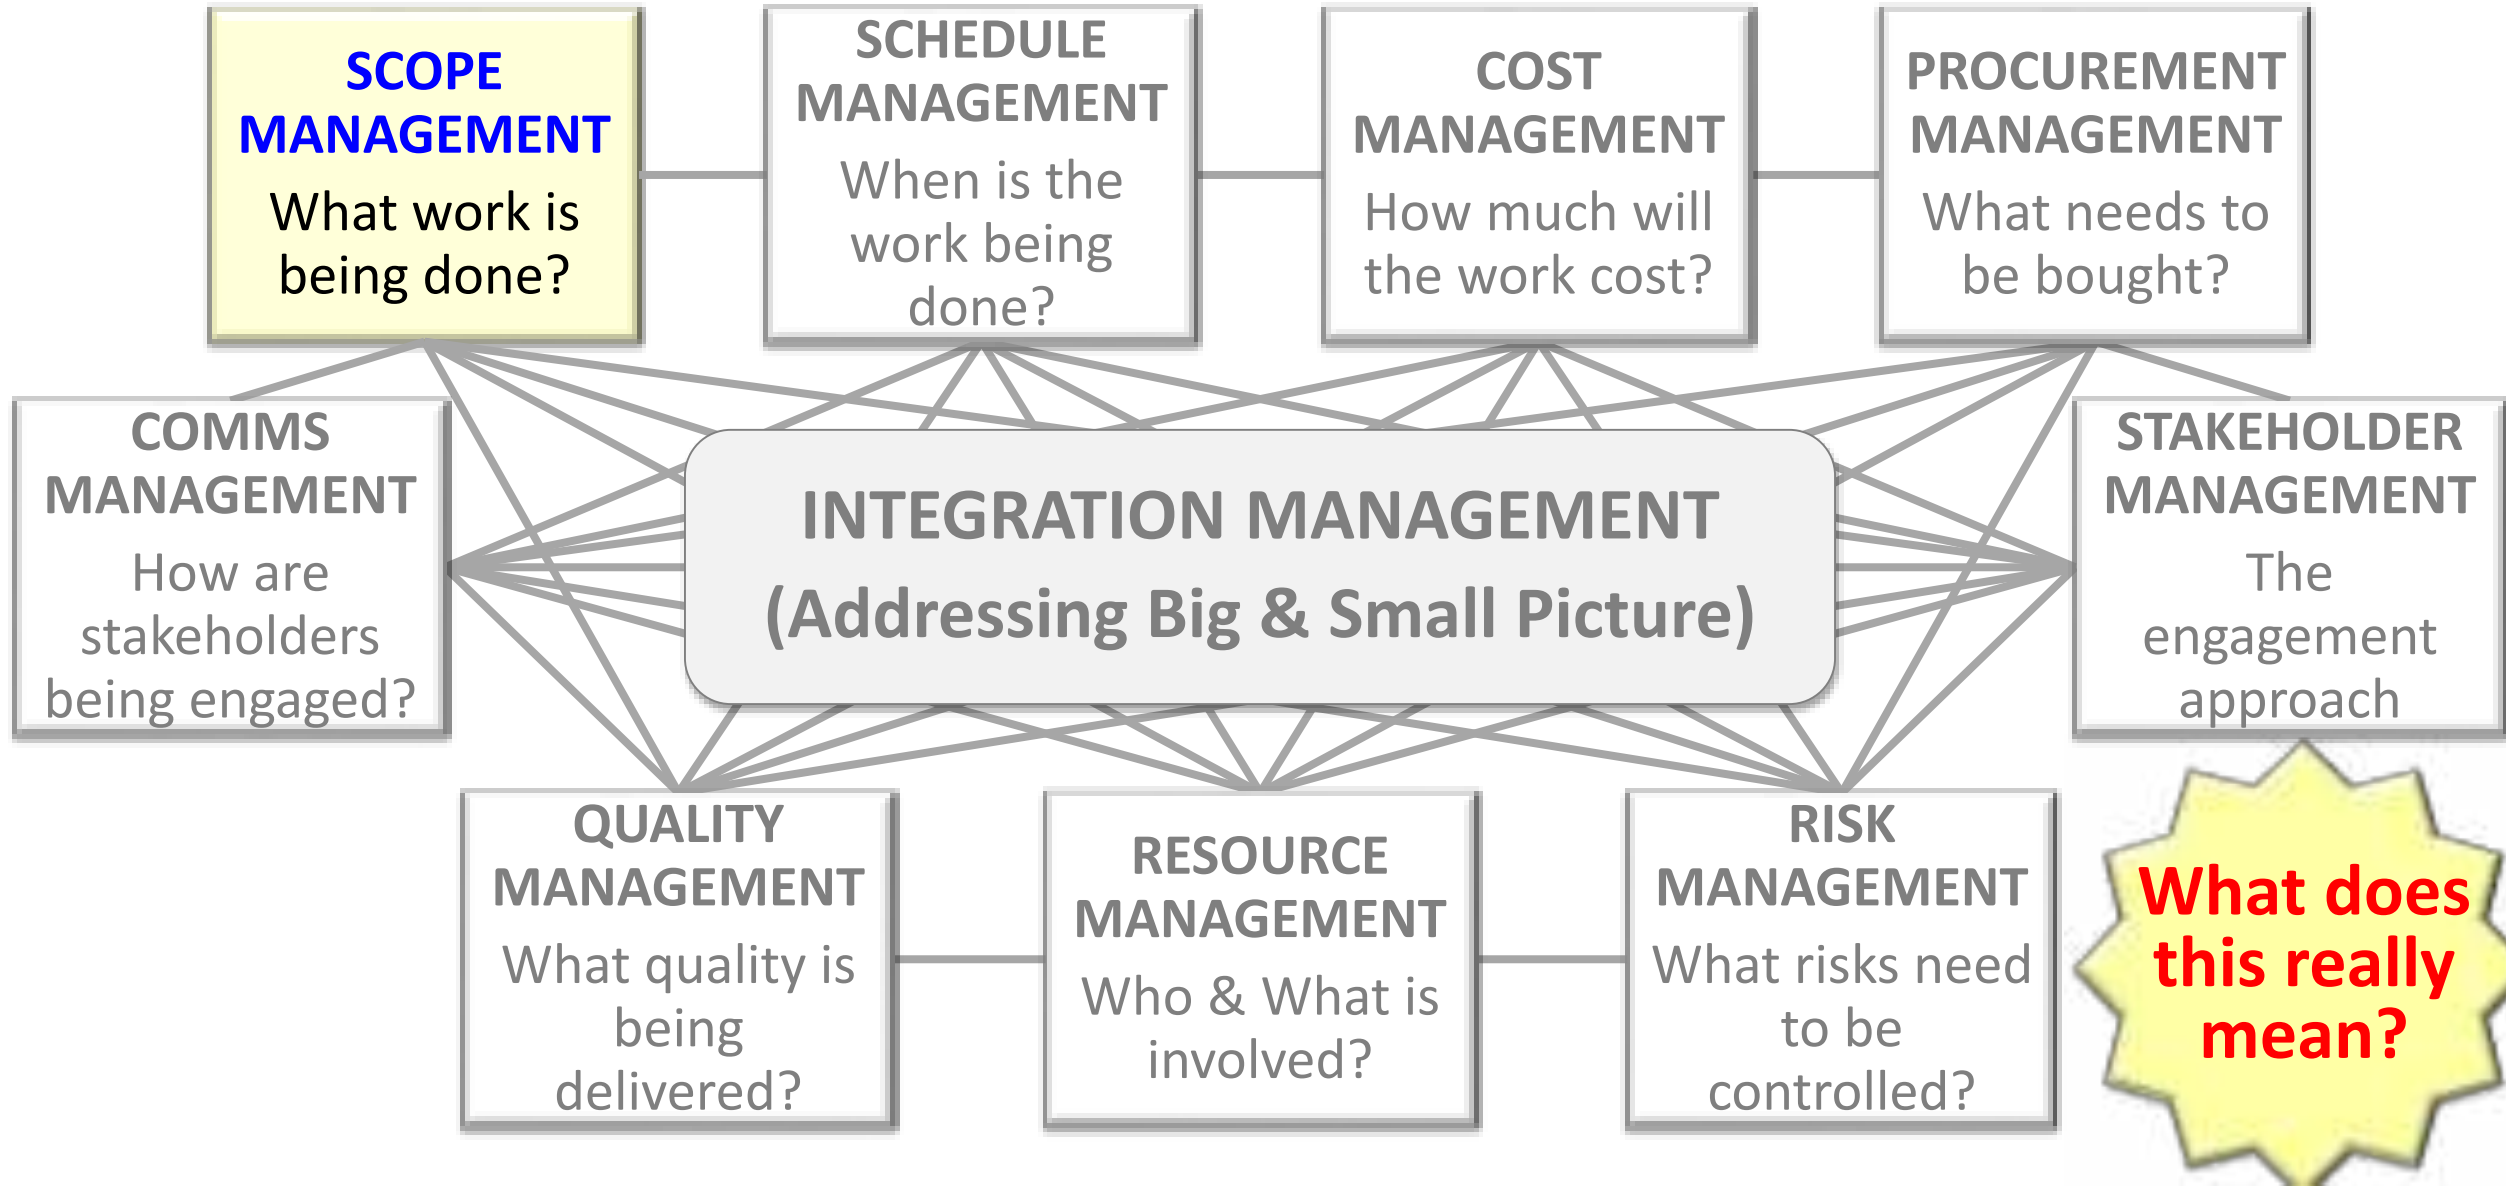 SCOPE
MANAGEMENT
What work is
being done?
SCHEDULE
MANAGEMENT
When is the
work being
done?
COST
MANAGEMENT
How much will
the work cost?
PROCUREMENT
MANAGEMENT
What needs to
be bought?
COMMS
MANAGEMENT
How are
stakeholders
being engaged?
INTEGRATION MANAGEMENT
(Addressing Big & Small Picture)
STAKEHOLDER
MANAGEMENT
The
engagement
approach
QUALITY
MANAGEMENT
What quality is
being
delivered?
RESOURCE
MANAGEMENT
Who & What is
involved?
RISK
MANAGEMENT
What risks need
to be
controlled?
What does
this really
mean?